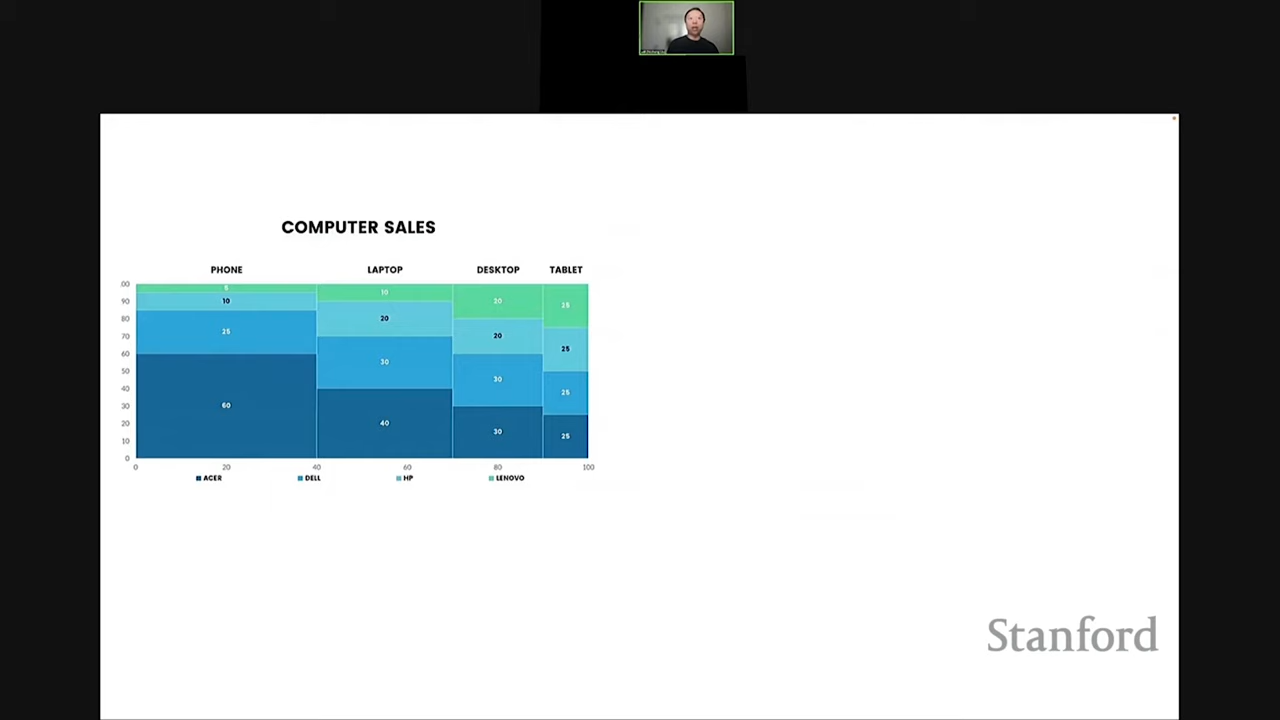 COMPUTER SALES
PHONE LAPTOP DESKTOP TABLET
00 5 10 20 25
90 10 20
80 20 25
70 25 30
60
50 30 25
40 60
30 40 30 25
20
10
0
0 20 40 60 80 100
ACER DELL HP LENOVO
Stanford